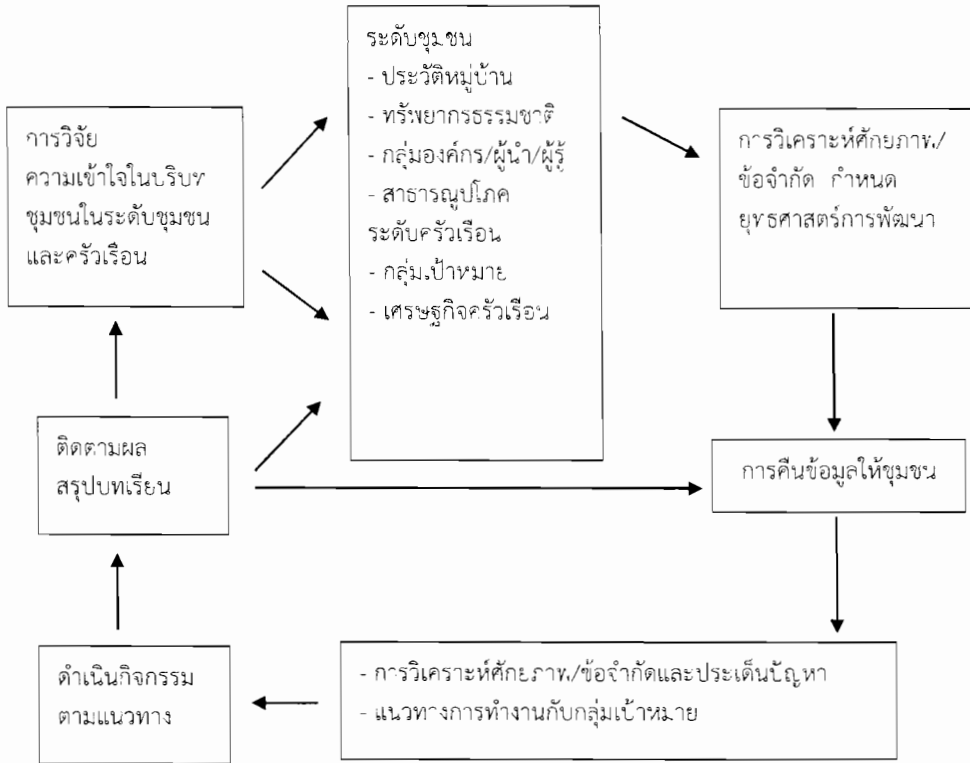 การวิจัย
ความเข้าใจในบริบท
ชุมชนในระดับชุมชน
และครัวเรือน
ระดับชุมชน
- ประวัติหมู่บ้าน
- ทรัพยากรธรรมชาติ
- กลุ่มองค์กร/ผู้นำ/ผู้รู้
- สาธารณูปโภค
ระดับครัวเรือน
- กลุ่มเป้าหมาย
- เศรษฐกิจครัวเรือน
การวิเคราะห์ศักยภาพ/
ข้อจำกัด กำหนด
ยุทธศาสตร์การพัฒนา
การคืนข้อมูลให้ชุมชน
- การวิเคราะห์ศักยภาพ/ข้อจำกัดและประเด็นปัญหา
- แนวทางการทำงานกับกลุ่มเป้าหมาย
ดำเนินกิจกรรม
ตามแนวทาง
ติดตามผล
สรุปบทเรียน